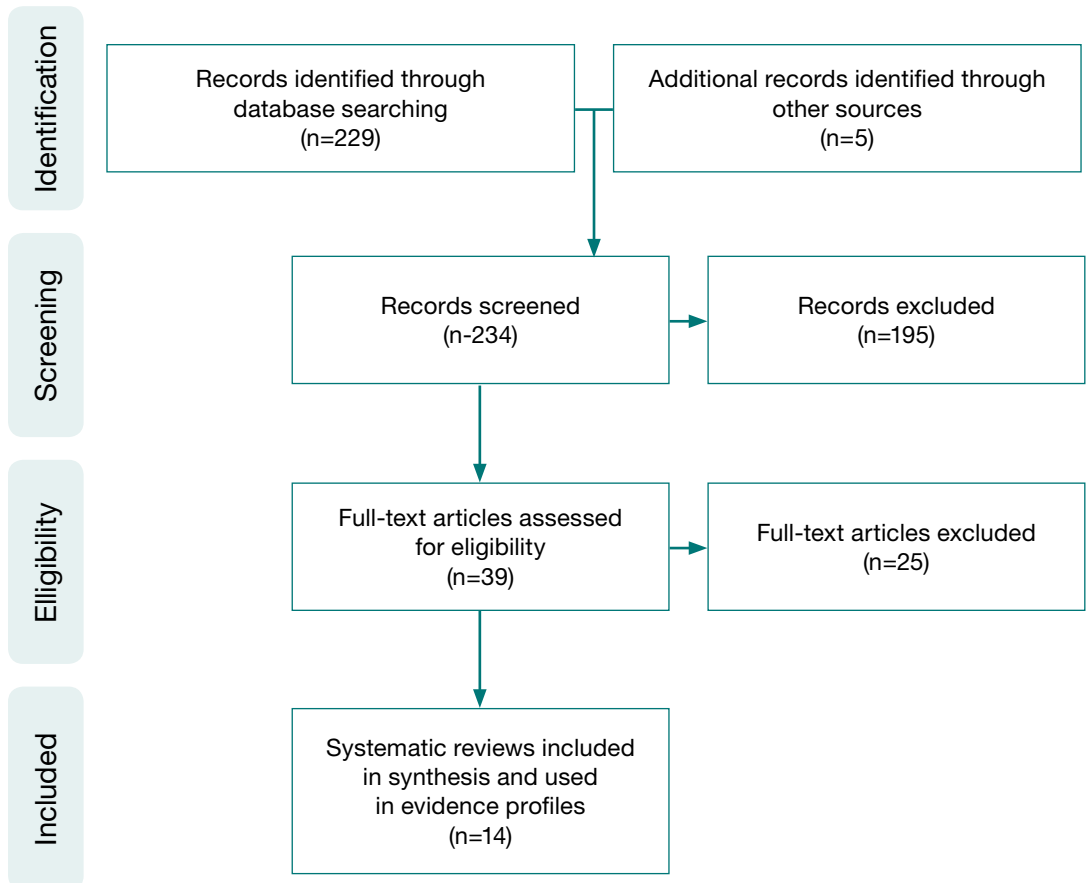 Identification
Records identified through
database searching
(n=229)
Additional records identified through
other sources
(n=5)
Screening
Records screened
(n-234)
Records excluded
(n=195)
Elligibility
Full-text articles assessed
for eligibility
(n=39)
Full-text articles excluded
(n=25)
Included
Systematic reviews included
in synthesis and used
in evidence profiles
(n=14)